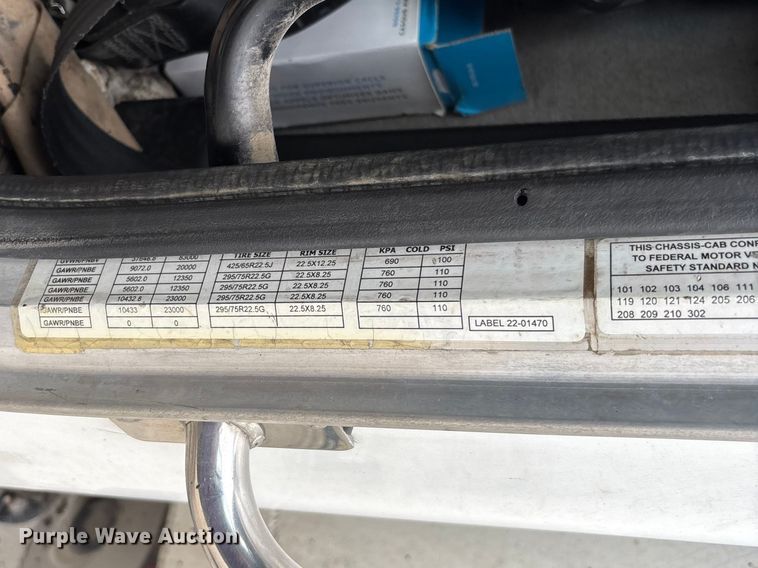 TIRE SIZE RIM SIZE KPA COLD PSI
GVWR/PNBV 37648.8 83000 425/65R22.5J 22.5X12.25 690 100
GAWR/PNBE 9072.0 20000 295/75R22.5G 22.5X8.25 760 110
GAWR/PNBE 5602.0 12350 295/75R22.5G 22.5X8.25 760 110
GAWR/PNBE 5602.0 12350 295/75R22.5G 22.5X8.25 760 110
GAWR/PNBE 10432.8 23000 295/75R22.5G 22.5X8.25 760 110
GAWR/PNBE 10433 23000
GAWR/PNBE 0 0
LABEL 22-01470
THIS CHASSIS-CAB CONF
TO FEDERAL MOTOR VE
SAFETY STANDARD N
101 102 103 104 106 111
119 120 121 124 205 206
208 209 210 302
Purple Wave Auction